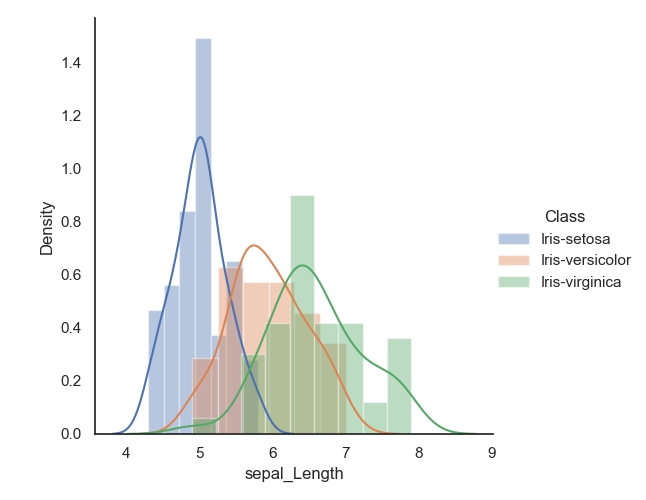 1.4
1.2
1.0
0.8
0.6
0.4
0.2
0.0
Density
4 5 6 7 8 9
sepal_Length
Class
Iris-setosa
Iris-versicolor
Iris-virginica